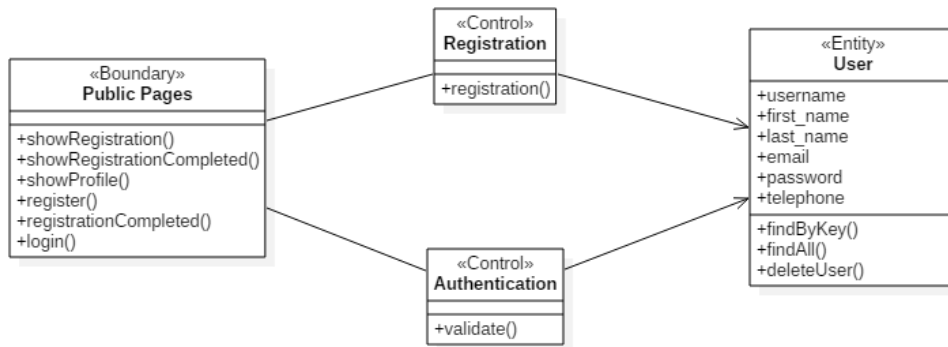 «Boundary»
Public Pages
+showRegistration()
+showRegistrationCompleted()
+showProfile()
+register()
+registrationCompleted()
+login()
«Control»
Registration
+registration()
«Control»
Authentication
+validate()
«Entity»
User
+username
+first_name
+last_name
+email
+password
+telephone
+findByKey()
+findAll()
+deleteUser()